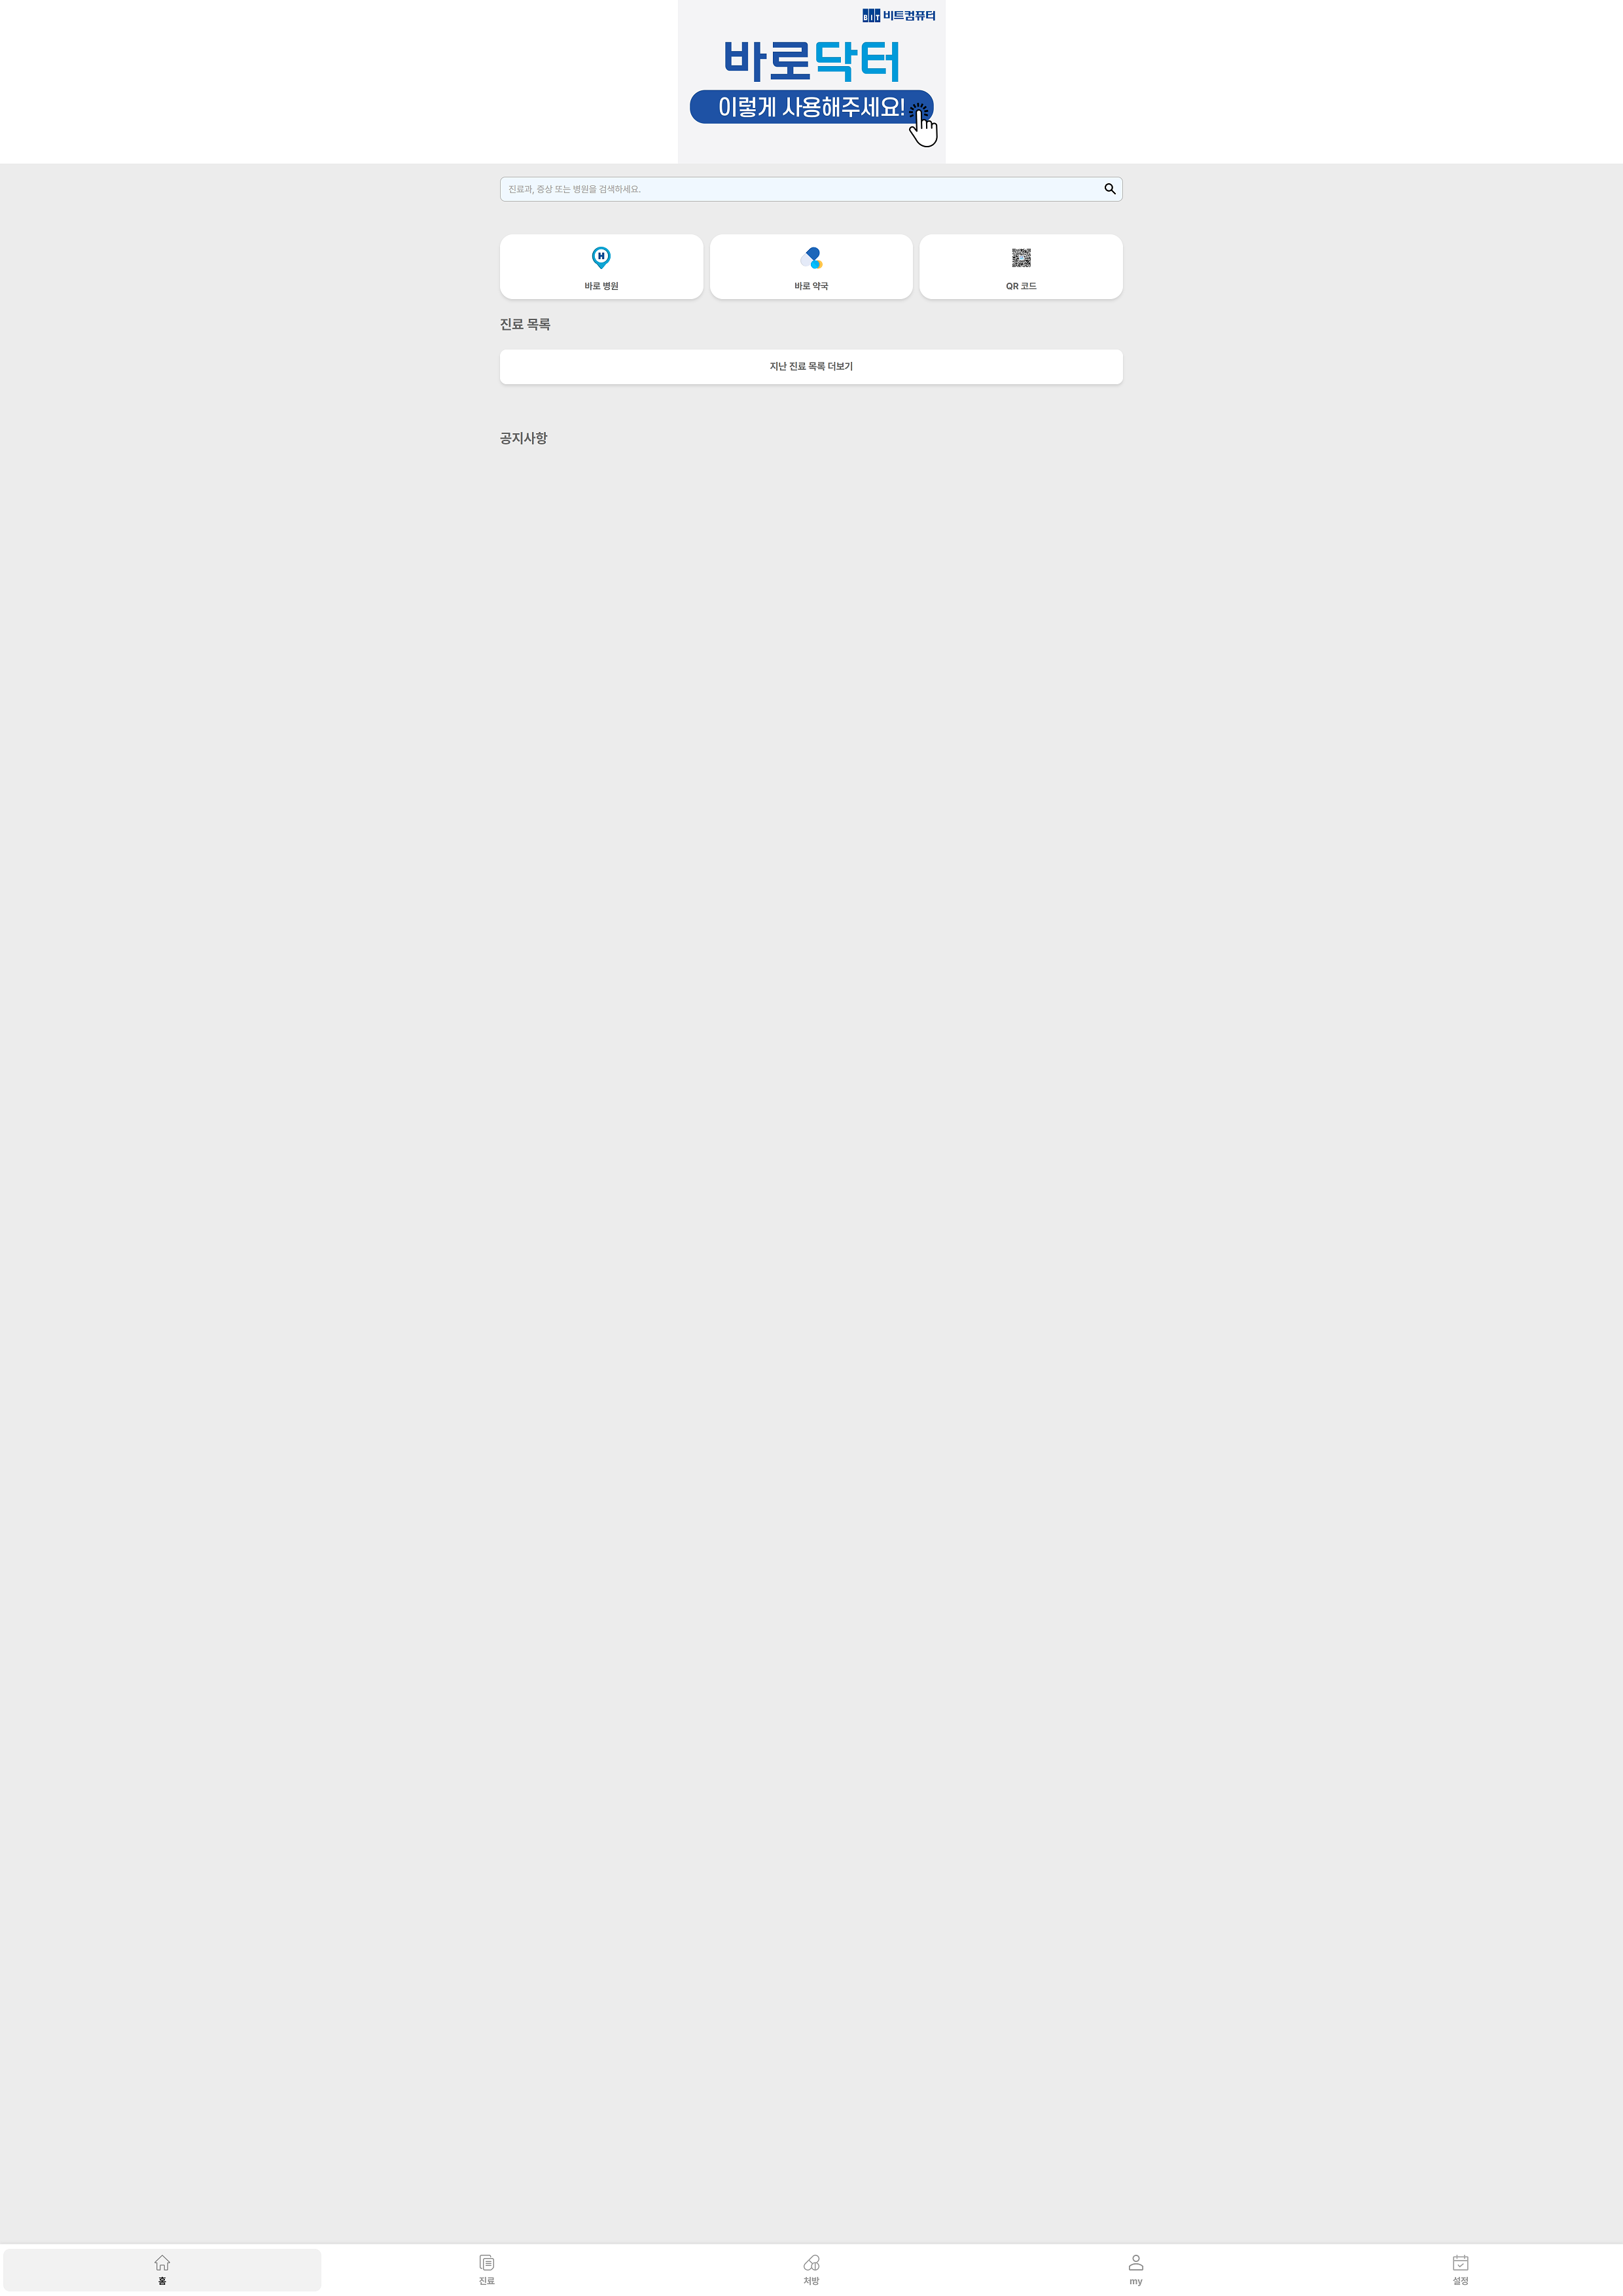 BIT 비트컴퓨터
바로닥터
이렇게 사용해주세요!
진료과, 증상 또는 병원을 검색하세요.
H
바로 병원
바로 약국
QR 코드
진료 목록
지난 진료 목록 더보기
공지사항
홈
진료
처방
my
설정